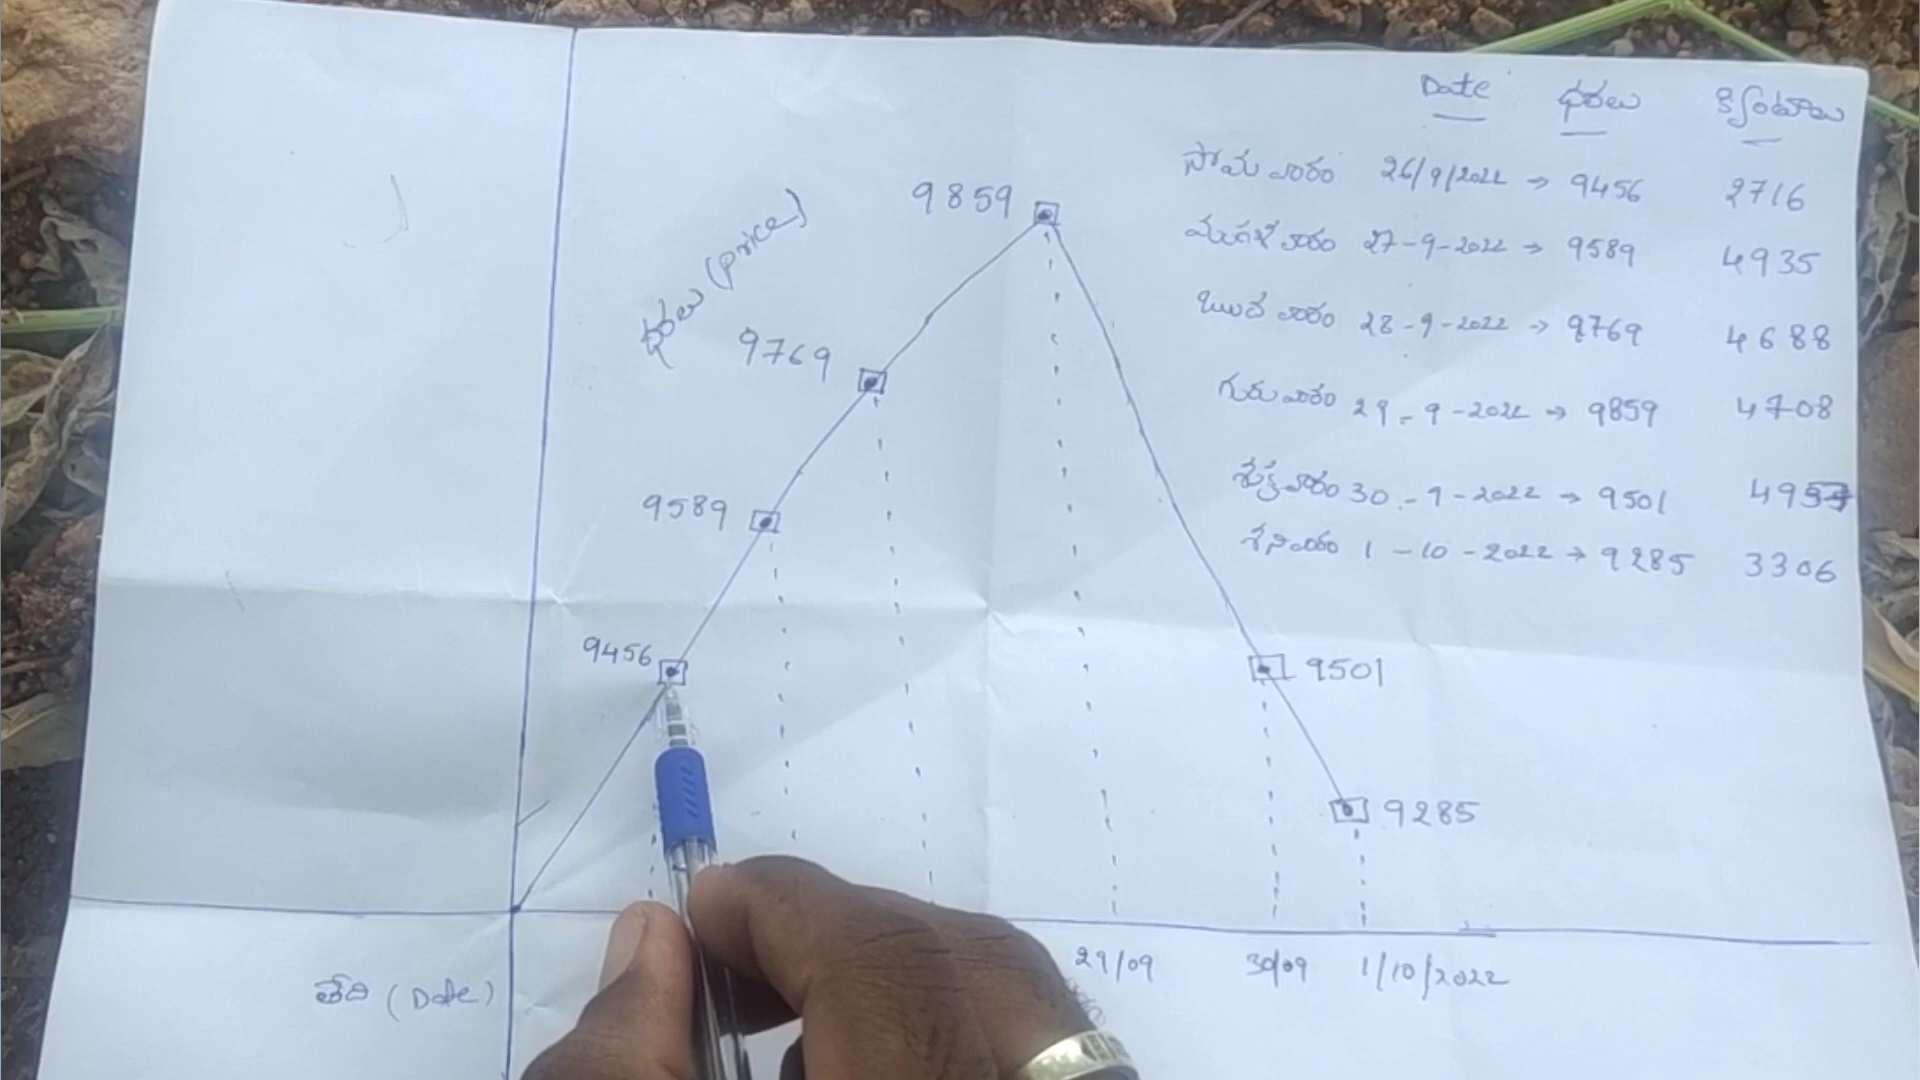 Date ధరలు క్వింటాలు
సోమవారం 26/9/2022 → 9456 2716
మంగళవారం 27-9-2022 → 9589 4935
బుదవారం 28-9-2022 → 9769 4688
గురువారం 29-9-2022 → 9859 4708
శుక్రవారం 30-9-2022 → 9501
శనివారం 1-10-2022 → 9285 3306
ధరలు (price)
9859
9769
9589
9456
9501
9285
29/09 30/09 1/10/2022
తేది (Date)